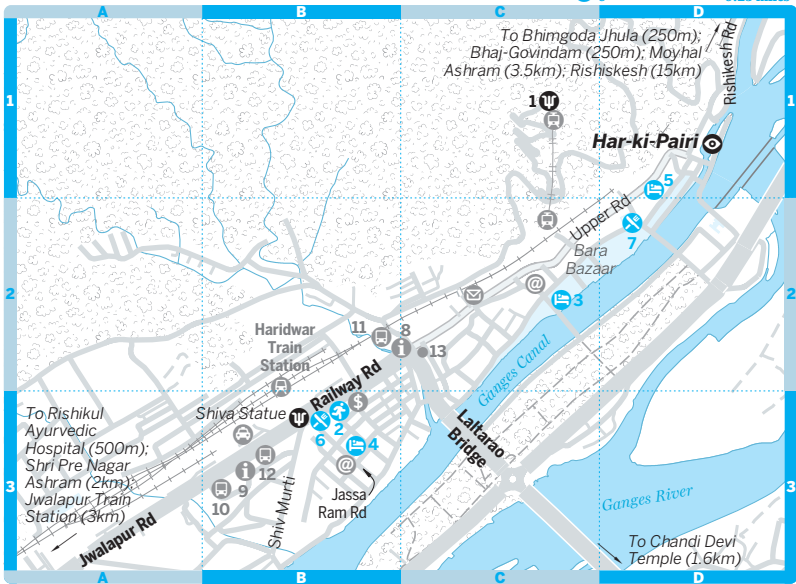 A
B
C
D
To Bhimgoda Jhula (250m);
Bhaj-Govindam (250m); Moyhal
Ashram (3.5km); Rishiskesh (15km)
Rishikesh Rd
1
1
1
Har-ki-Pairi
5
Upper Rd
7
Bara
Bazaar
@
2
2
3
11
8
13
Haridwar
Train
Station
Railway Rd
Ganges Canal
Shiva Statue
$
6
2
4
@
Laltarao
Bridge
To Rishikul
Ayurvedic
Hospital (500m);
Shri Pre Nagar
Ashram (2km);
Jwalapur Train
Station (3km)
3
3
12
9
10
Shiv Murti
Jassa
Ram Rd
Jwalapur Rd
Ganges River
To Chandi Devi
Temple (1.6km)
A
B
C
D